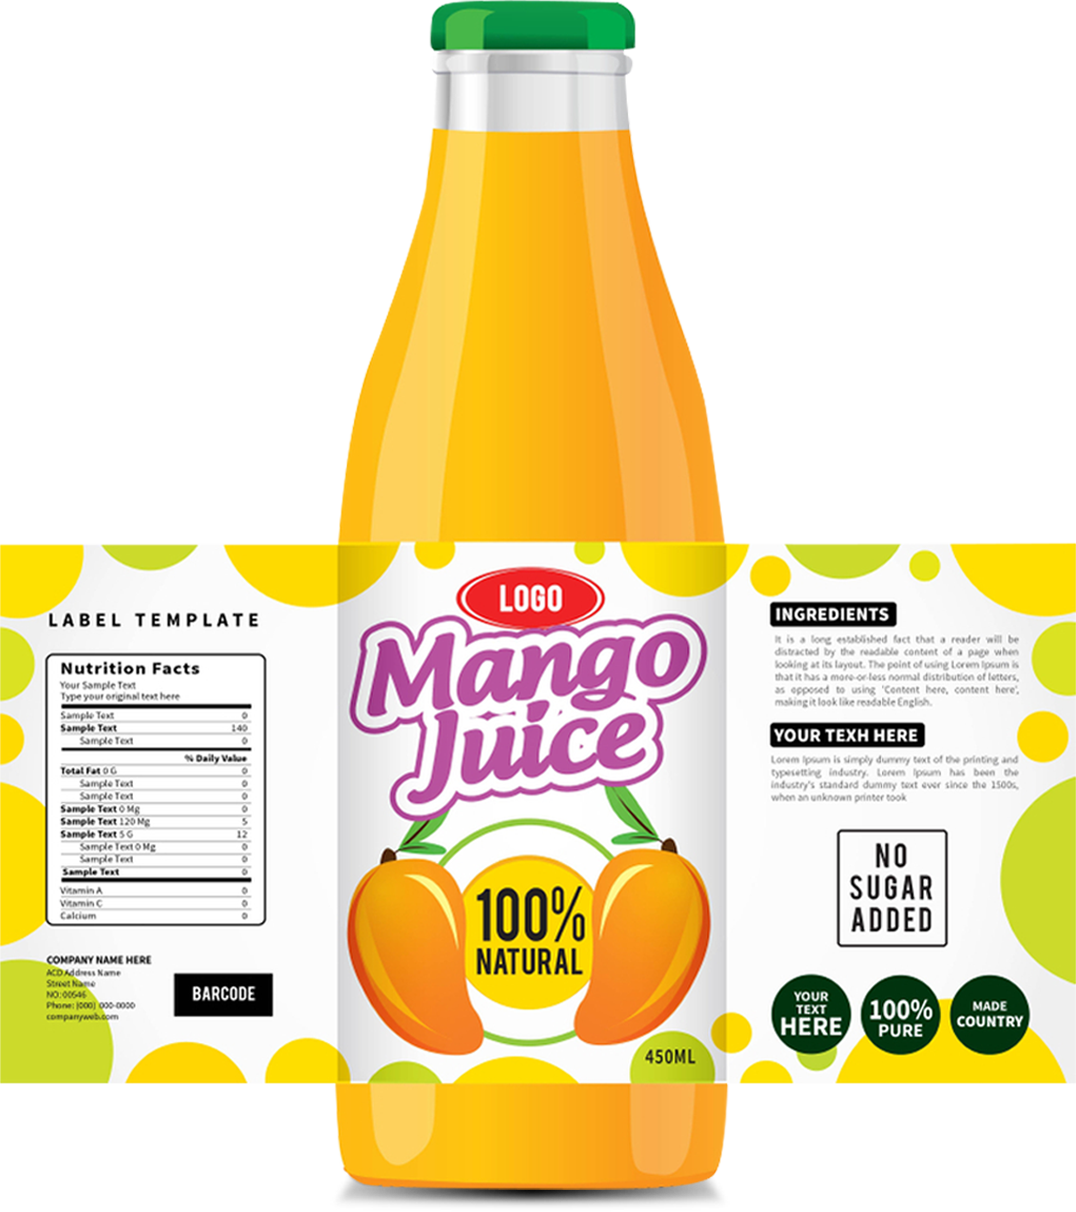 LABEL TEMPLATE
Nutrition Facts
Your Sample Text
Type your original text here
Sample Text 0
Sample Text 140
Sample Text 0
% Daily Value
Total Fat 0 G 0
Sample Text 0
Sample Text 0
Sample Text 0 Mg 0
Sample Text 120 Mg 5
Sample Text 5 G 12
Sample Text 0 Mg 0
Sample Text 0
Sample Text 0
Vitamin A 0
Vitamin C 0
Calcium 0
COMPANY NAME HERE
ACD Address Name
Street Name
NO: 00546
Phone: (000) 000-0000
companyweb.com
BARCODE
LOGO
Mango
Juice
100%
NATURAL
450ML
INGREDIENTS
It is a long established fact that a reader will be
distracted by the readable content of a page when
looking at its layout. The point of using Lorem Ipsum is
that it has a more-or-less normal distribution of letters,
as opposed to using 'Content here, content here',
making it look like readable English.
YOUR TEXH HERE
Lorem Ipsum is simply dummy text of the printing and
typesetting industry. Lorem Ipsum has been the
industry's standard dummy text ever since the 1500s,
when an unknown printer took
NO
SUGAR
ADDED
YOUR
TEXT
HERE
100%
PURE
MADE
COUNTRY